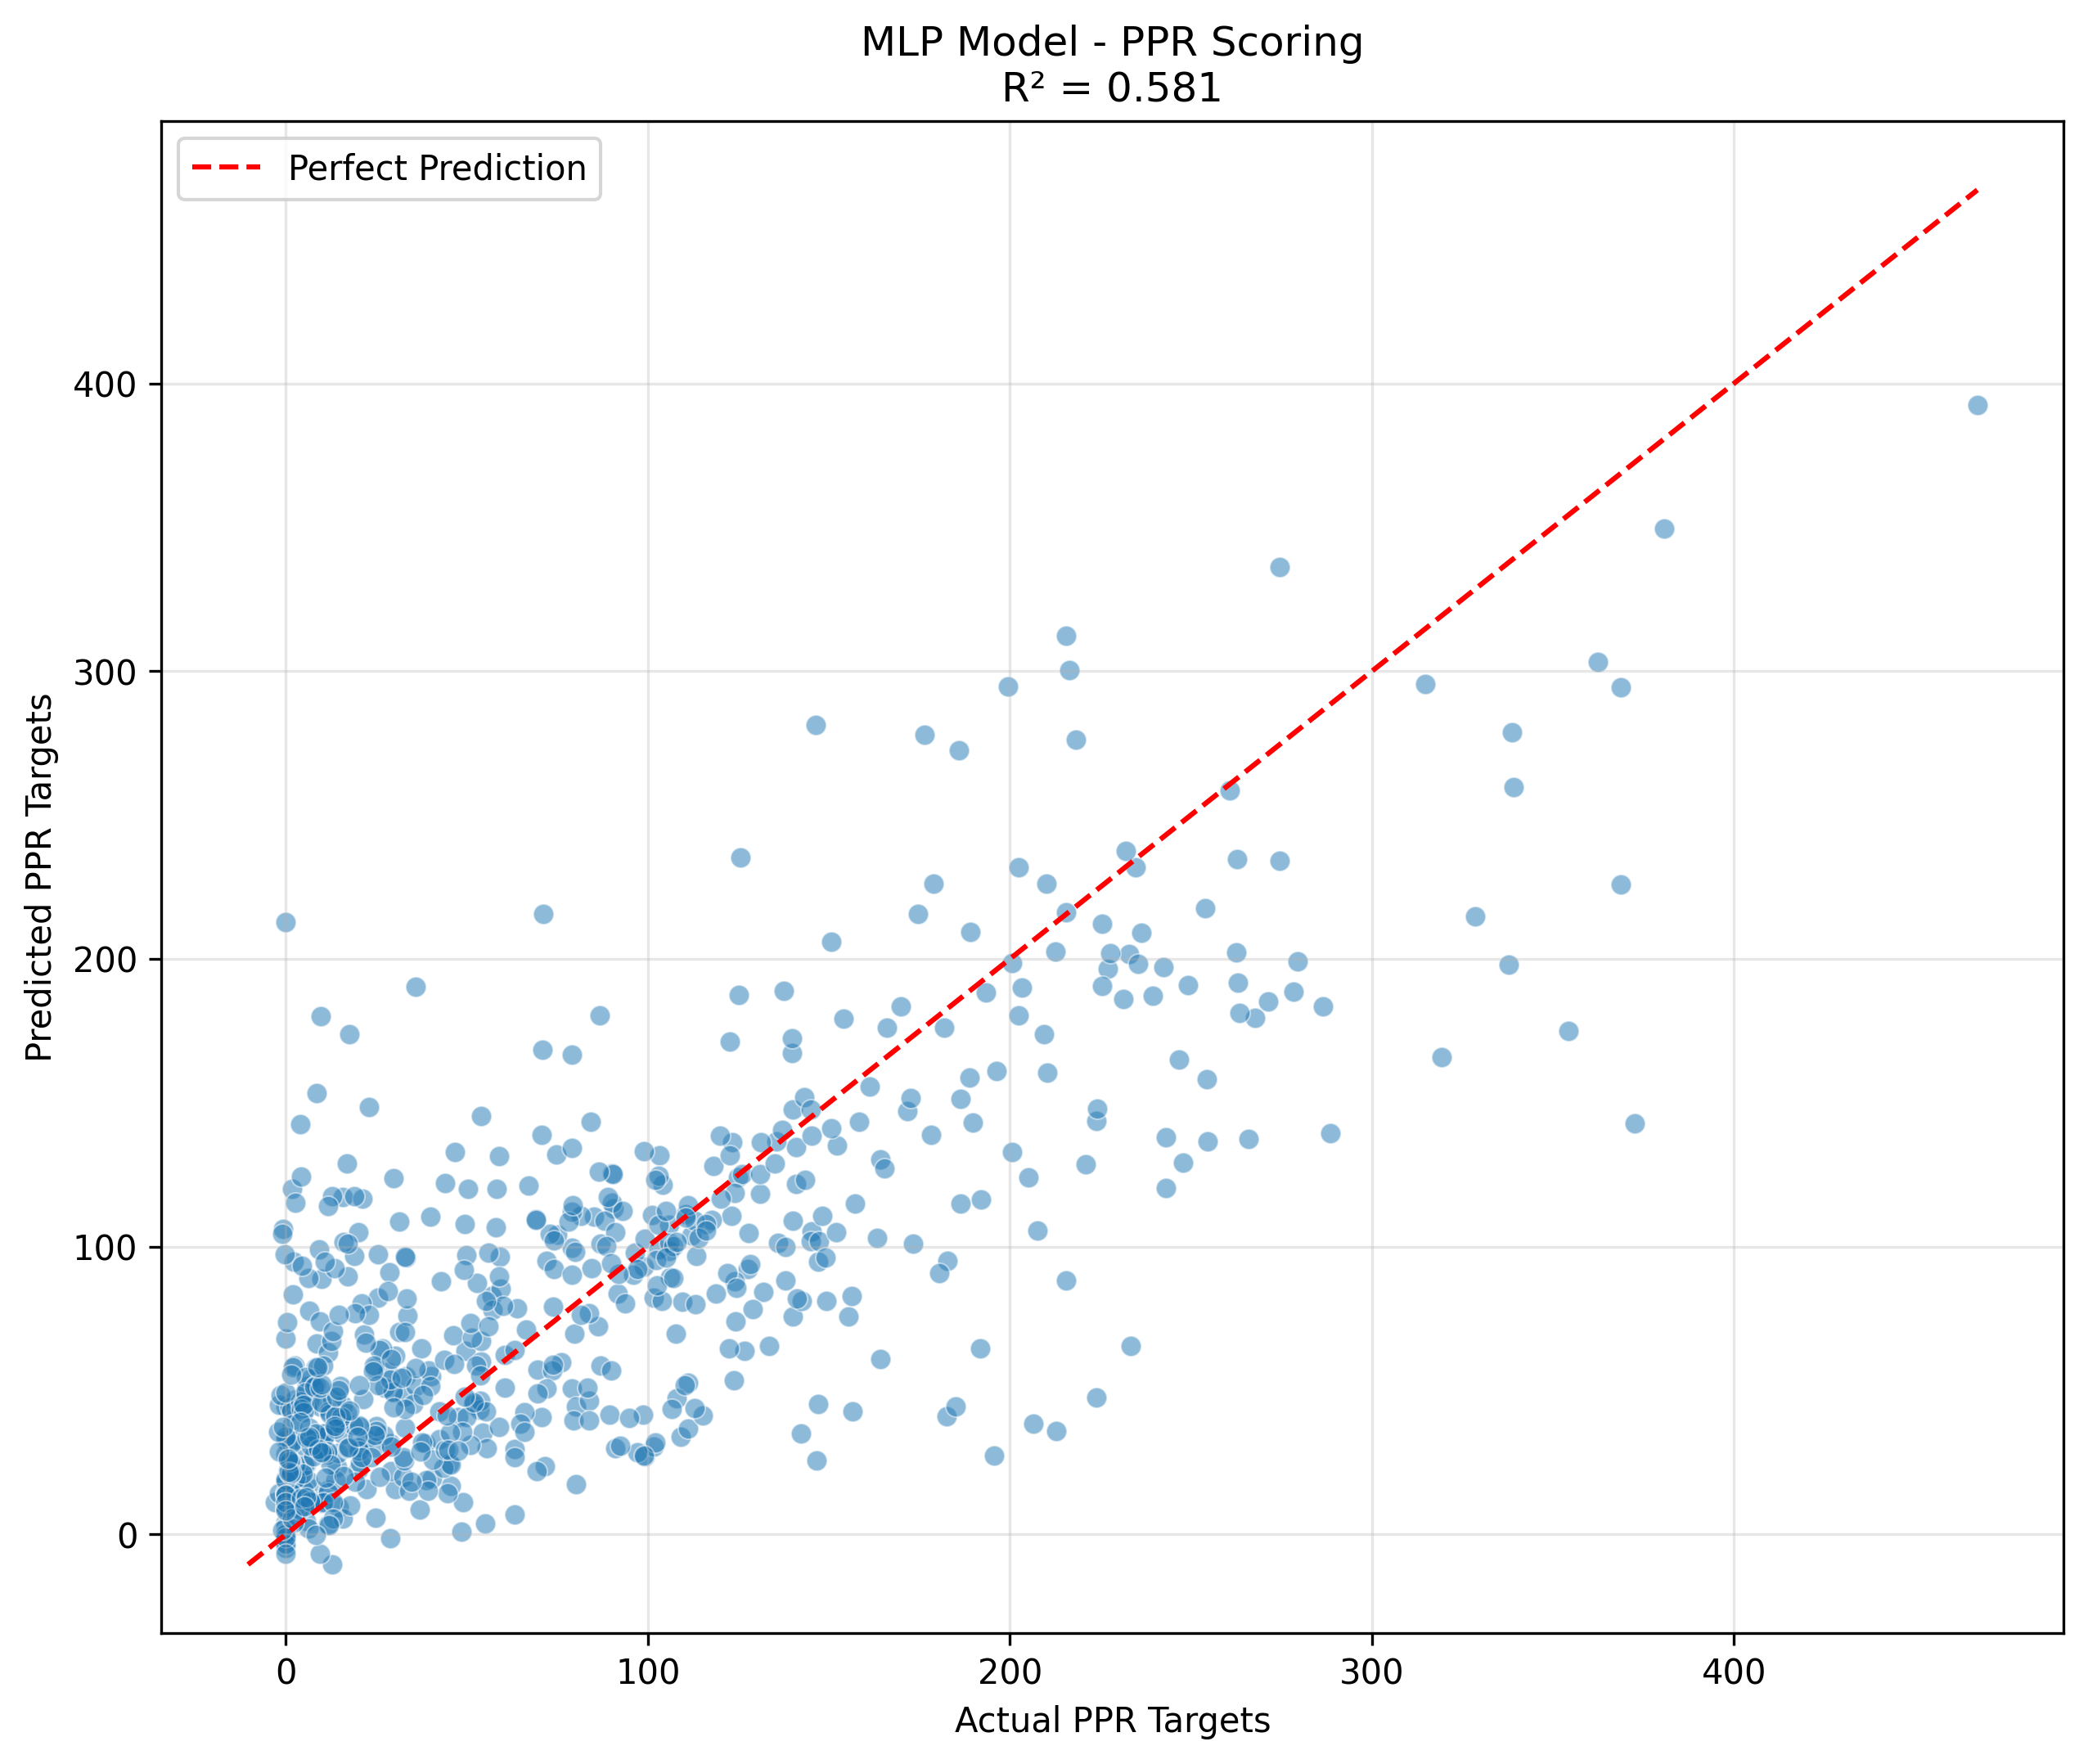 MLP Model - PPR Scoring
R² = 0.581
Perfect Prediction
Predicted PPR Targets
400
300
200
100
0
0 100 200 300 400
Actual PPR Targets